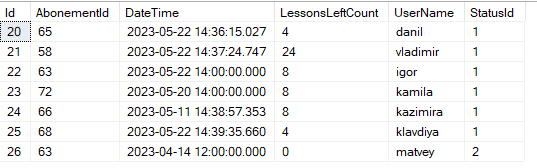 Id AbonementId DateTime LessonsLeftCount UserName StatusId
20 65 2023-05-22 14:36:15.027 4 danil 1
21 58 2023-05-22 14:37:24.747 24 vladimir 1
22 63 2023-05-22 14:00:00.000 8 igor 1
23 72 2023-05-20 14:00:00.000 8 kamila 1
24 66 2023-05-11 14:38:57.353 8 kazimira 1
25 68 2023-05-22 14:39:35.660 4 klavdiya 1
26 63 2023-04-14 12:00:00.000 0 matvey 2